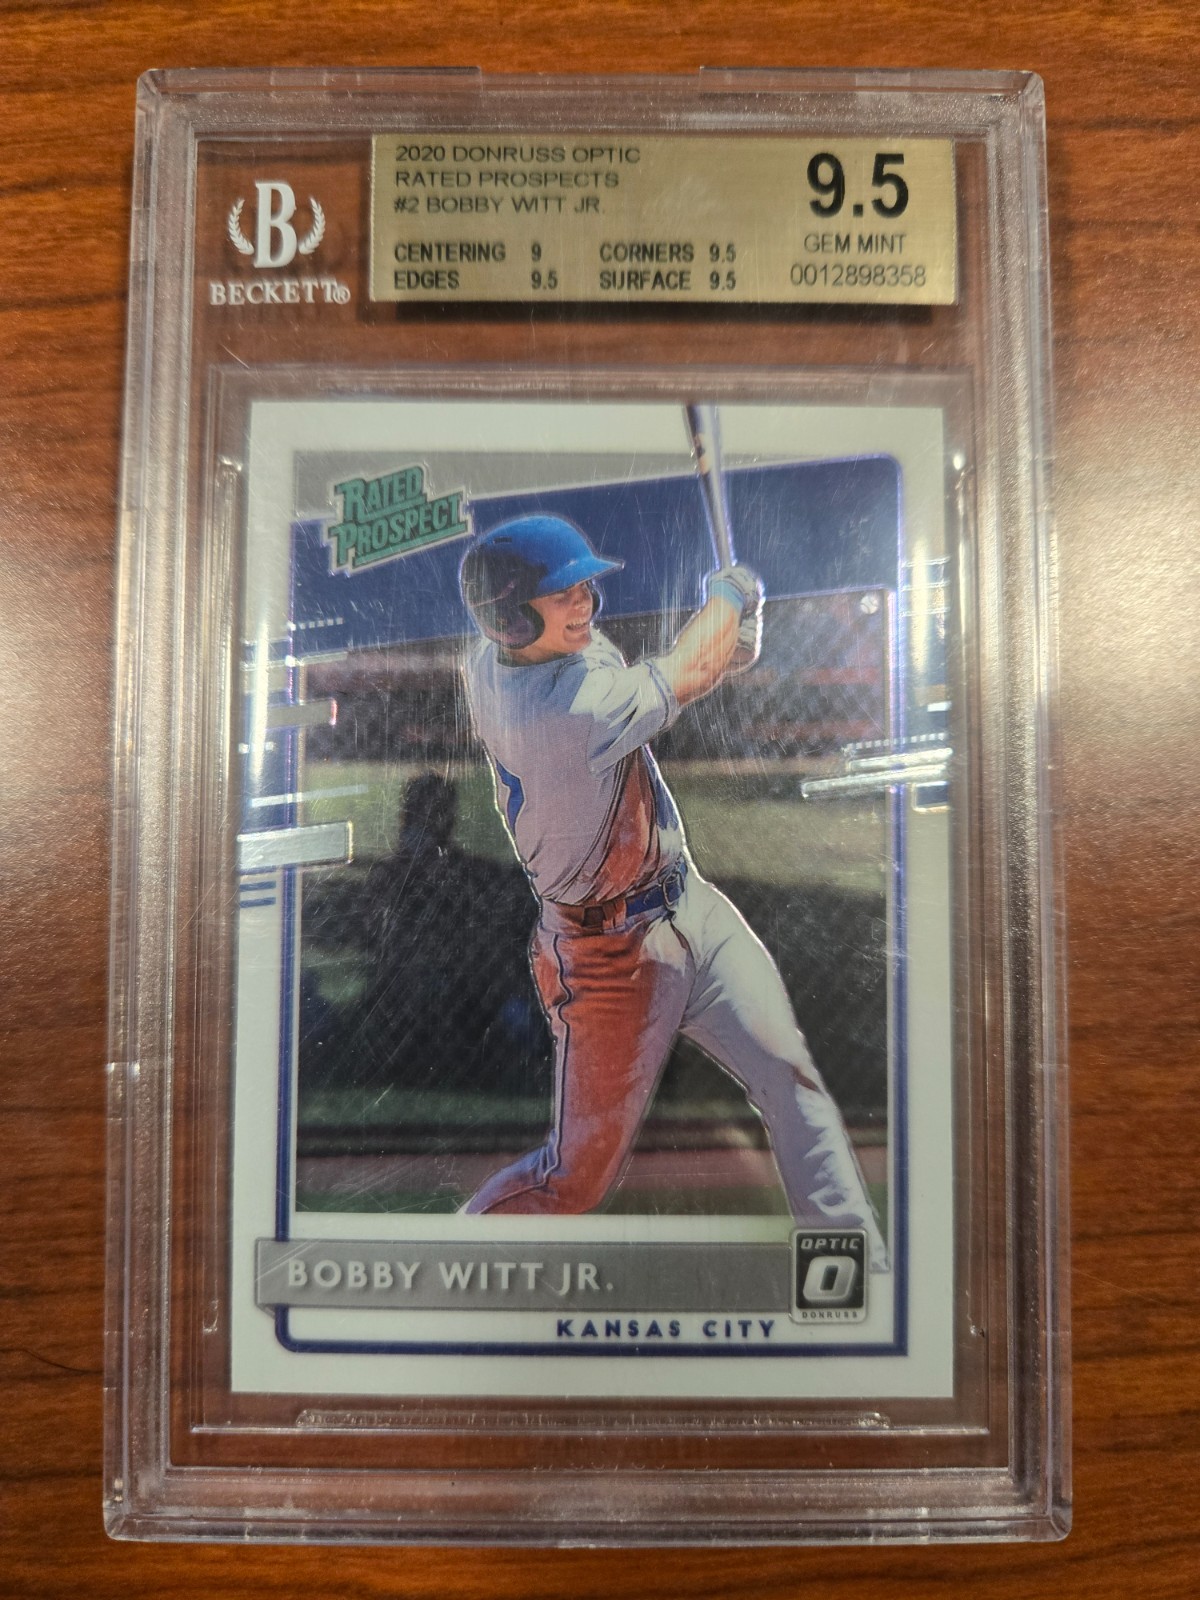 2020 DONRUSS OPTIC
RATED PROSPECTS
#2 BOBBY WITT JR.
CENTERING 9 CORNERS 9.5
EDGES 9.5 SURFACE 9.5
9.5
GEM MINT
0012898358
B
BECKETT®
RATED
PROSPECT
BOBBY WITT JR.
OPTIC
O
DONRUSS
KANSAS CITY